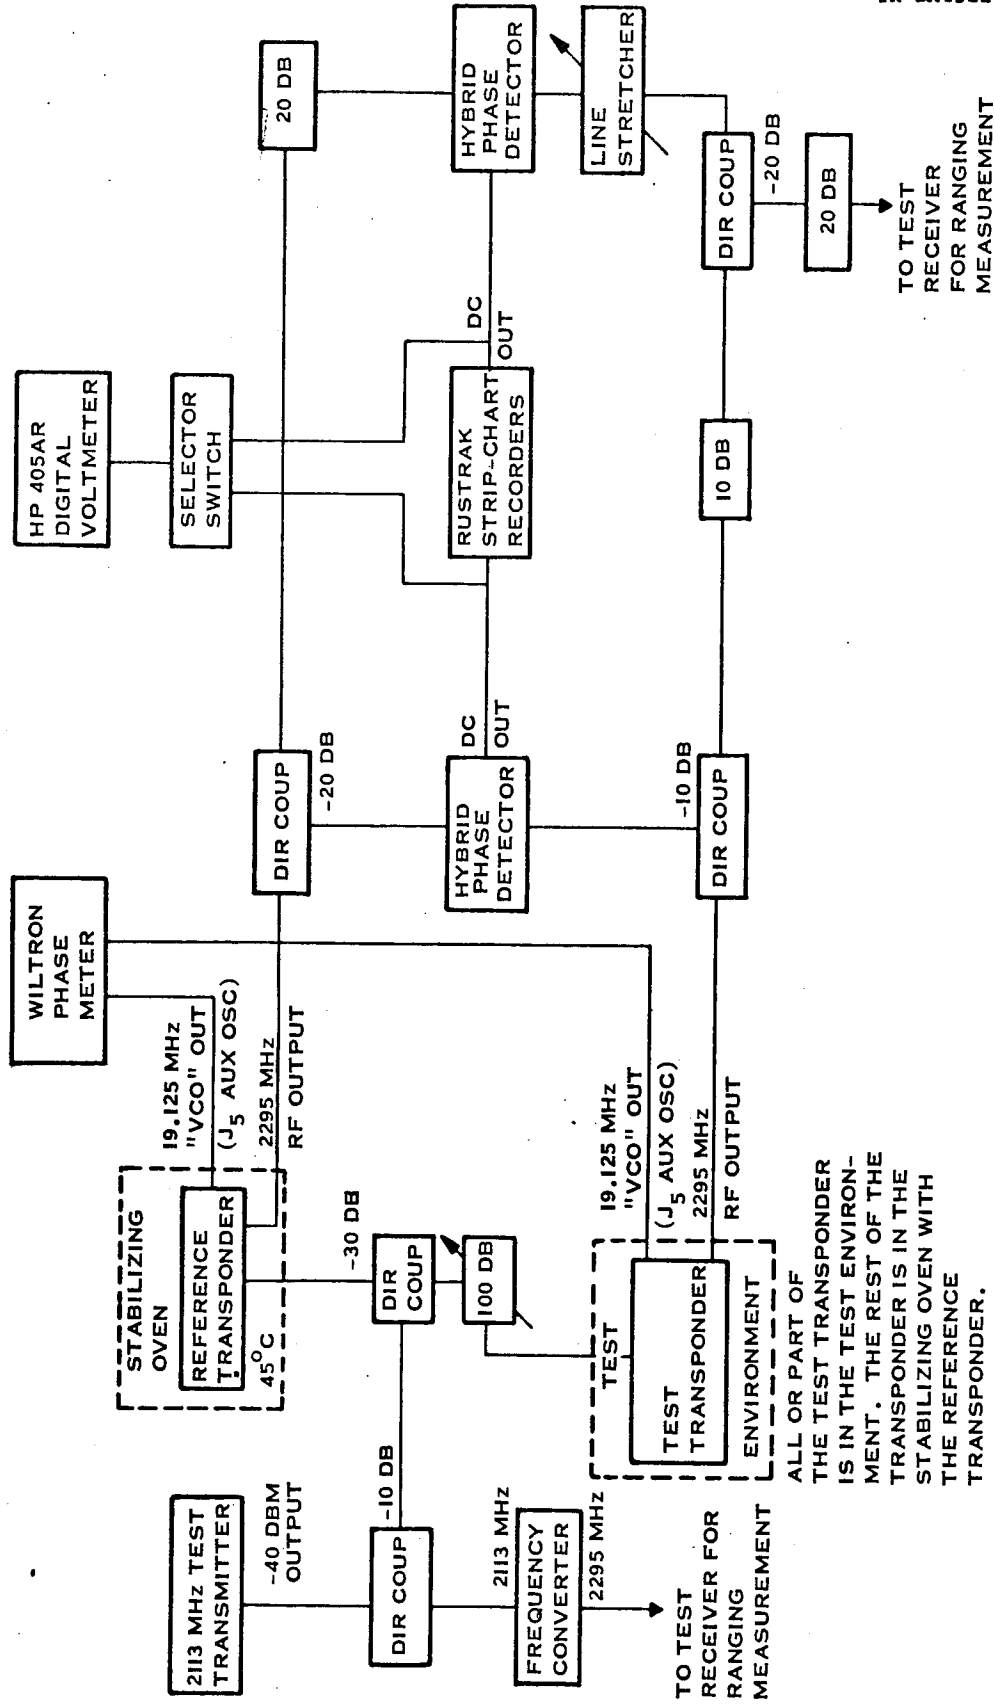 HP 405AR
DIGITAL
VOLTMETER
SELECTOR
SWITCH
WILTRON
PHASE
METER
STABILIZING
OVEN
REFERENCE
TRANSPONDER
45°C
19.125 MHz
"VCO" OUT
(J5 AUX OSC)
2295 MHz
RF OUTPUT
DIR COUP
-20 DB
20 DB
2113 MHz TEST
TRANSMITTER
-40 DBM
OUTPUT
DIR COUP
-10 DB
-30 DB
DIR
COUP
100 DB
HYBRID
PHASE
DETECTOR
DC
OUT
RUSTRAK
STRIP-CHART
RECORDERS
DC
OUT
HYBRID
PHASE
DETECTOR
LINE
STRETCHER
2113 MHz
FREQUENCY
CONVERTER
2295 MHz
TO TEST
RECEIVER FOR
RANGING
MEASUREMENT
TEST
TEST
TRANSPONDER
ENVIRONMENT
19.125 MHz
"VCO" OUT
(J5 AUX OSC)
2295 MHz
RF OUTPUT
-10 DB
DIR COUP
10 DB
DIR COUP
-20 DB
20 DB
TO TEST
RECEIVER
FOR RANGING
MEASUREMENT
ALL OR PART OF
THE TEST TRANSPONDER
IS IN THE TEST ENVIRON-
MENT. THE REST OF THE
TRANSPONDER IS IN THE
STABILIZING OVEN WITH
THE REFERENCE
TRANSPONDER.